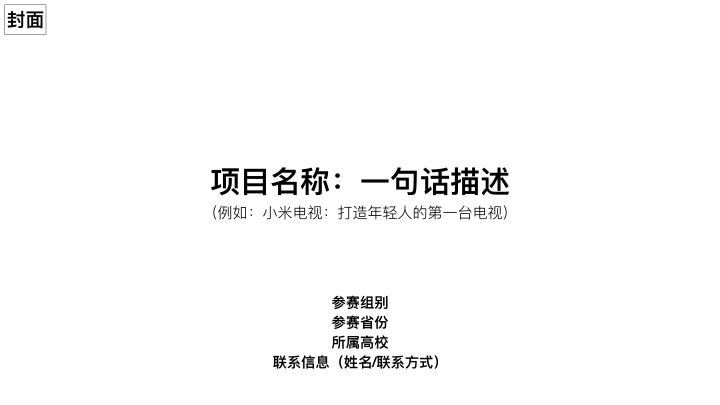 封面
项目名称：一句话描述
（例如：小米电视：打造年轻人的第一台电视）
参赛组别
参赛省份
所属高校
联系信息（姓名/联系方式）